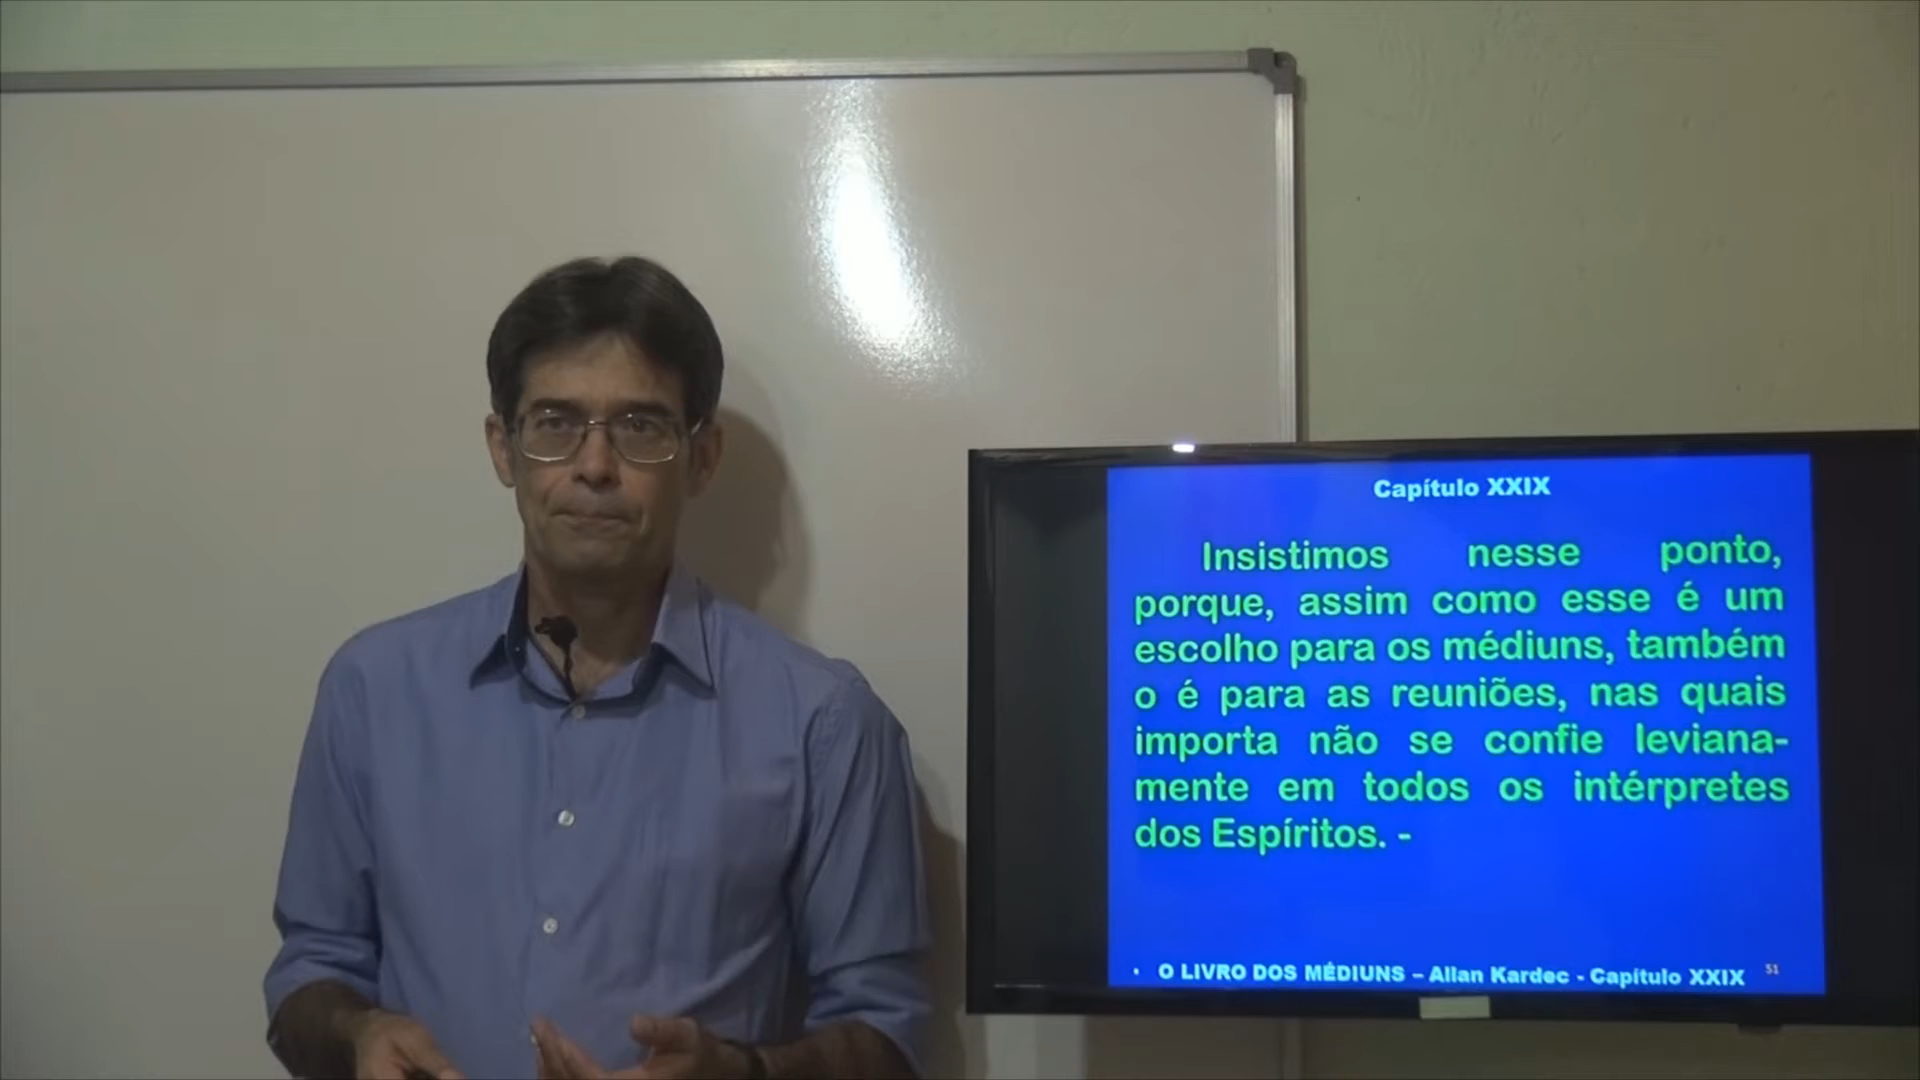 Capítulo XXIX
Insistimos nesse ponto,
porque, assim como esse é um
escolho para os médiuns, também
o é para as reuniões, nas quais
importa não se confie leviana-
mente em todos os intérpretes
dos Espíritos. -
• O LIVRO DOS MÉDIUNS – Allan Kardec - Capítulo XXIX 51